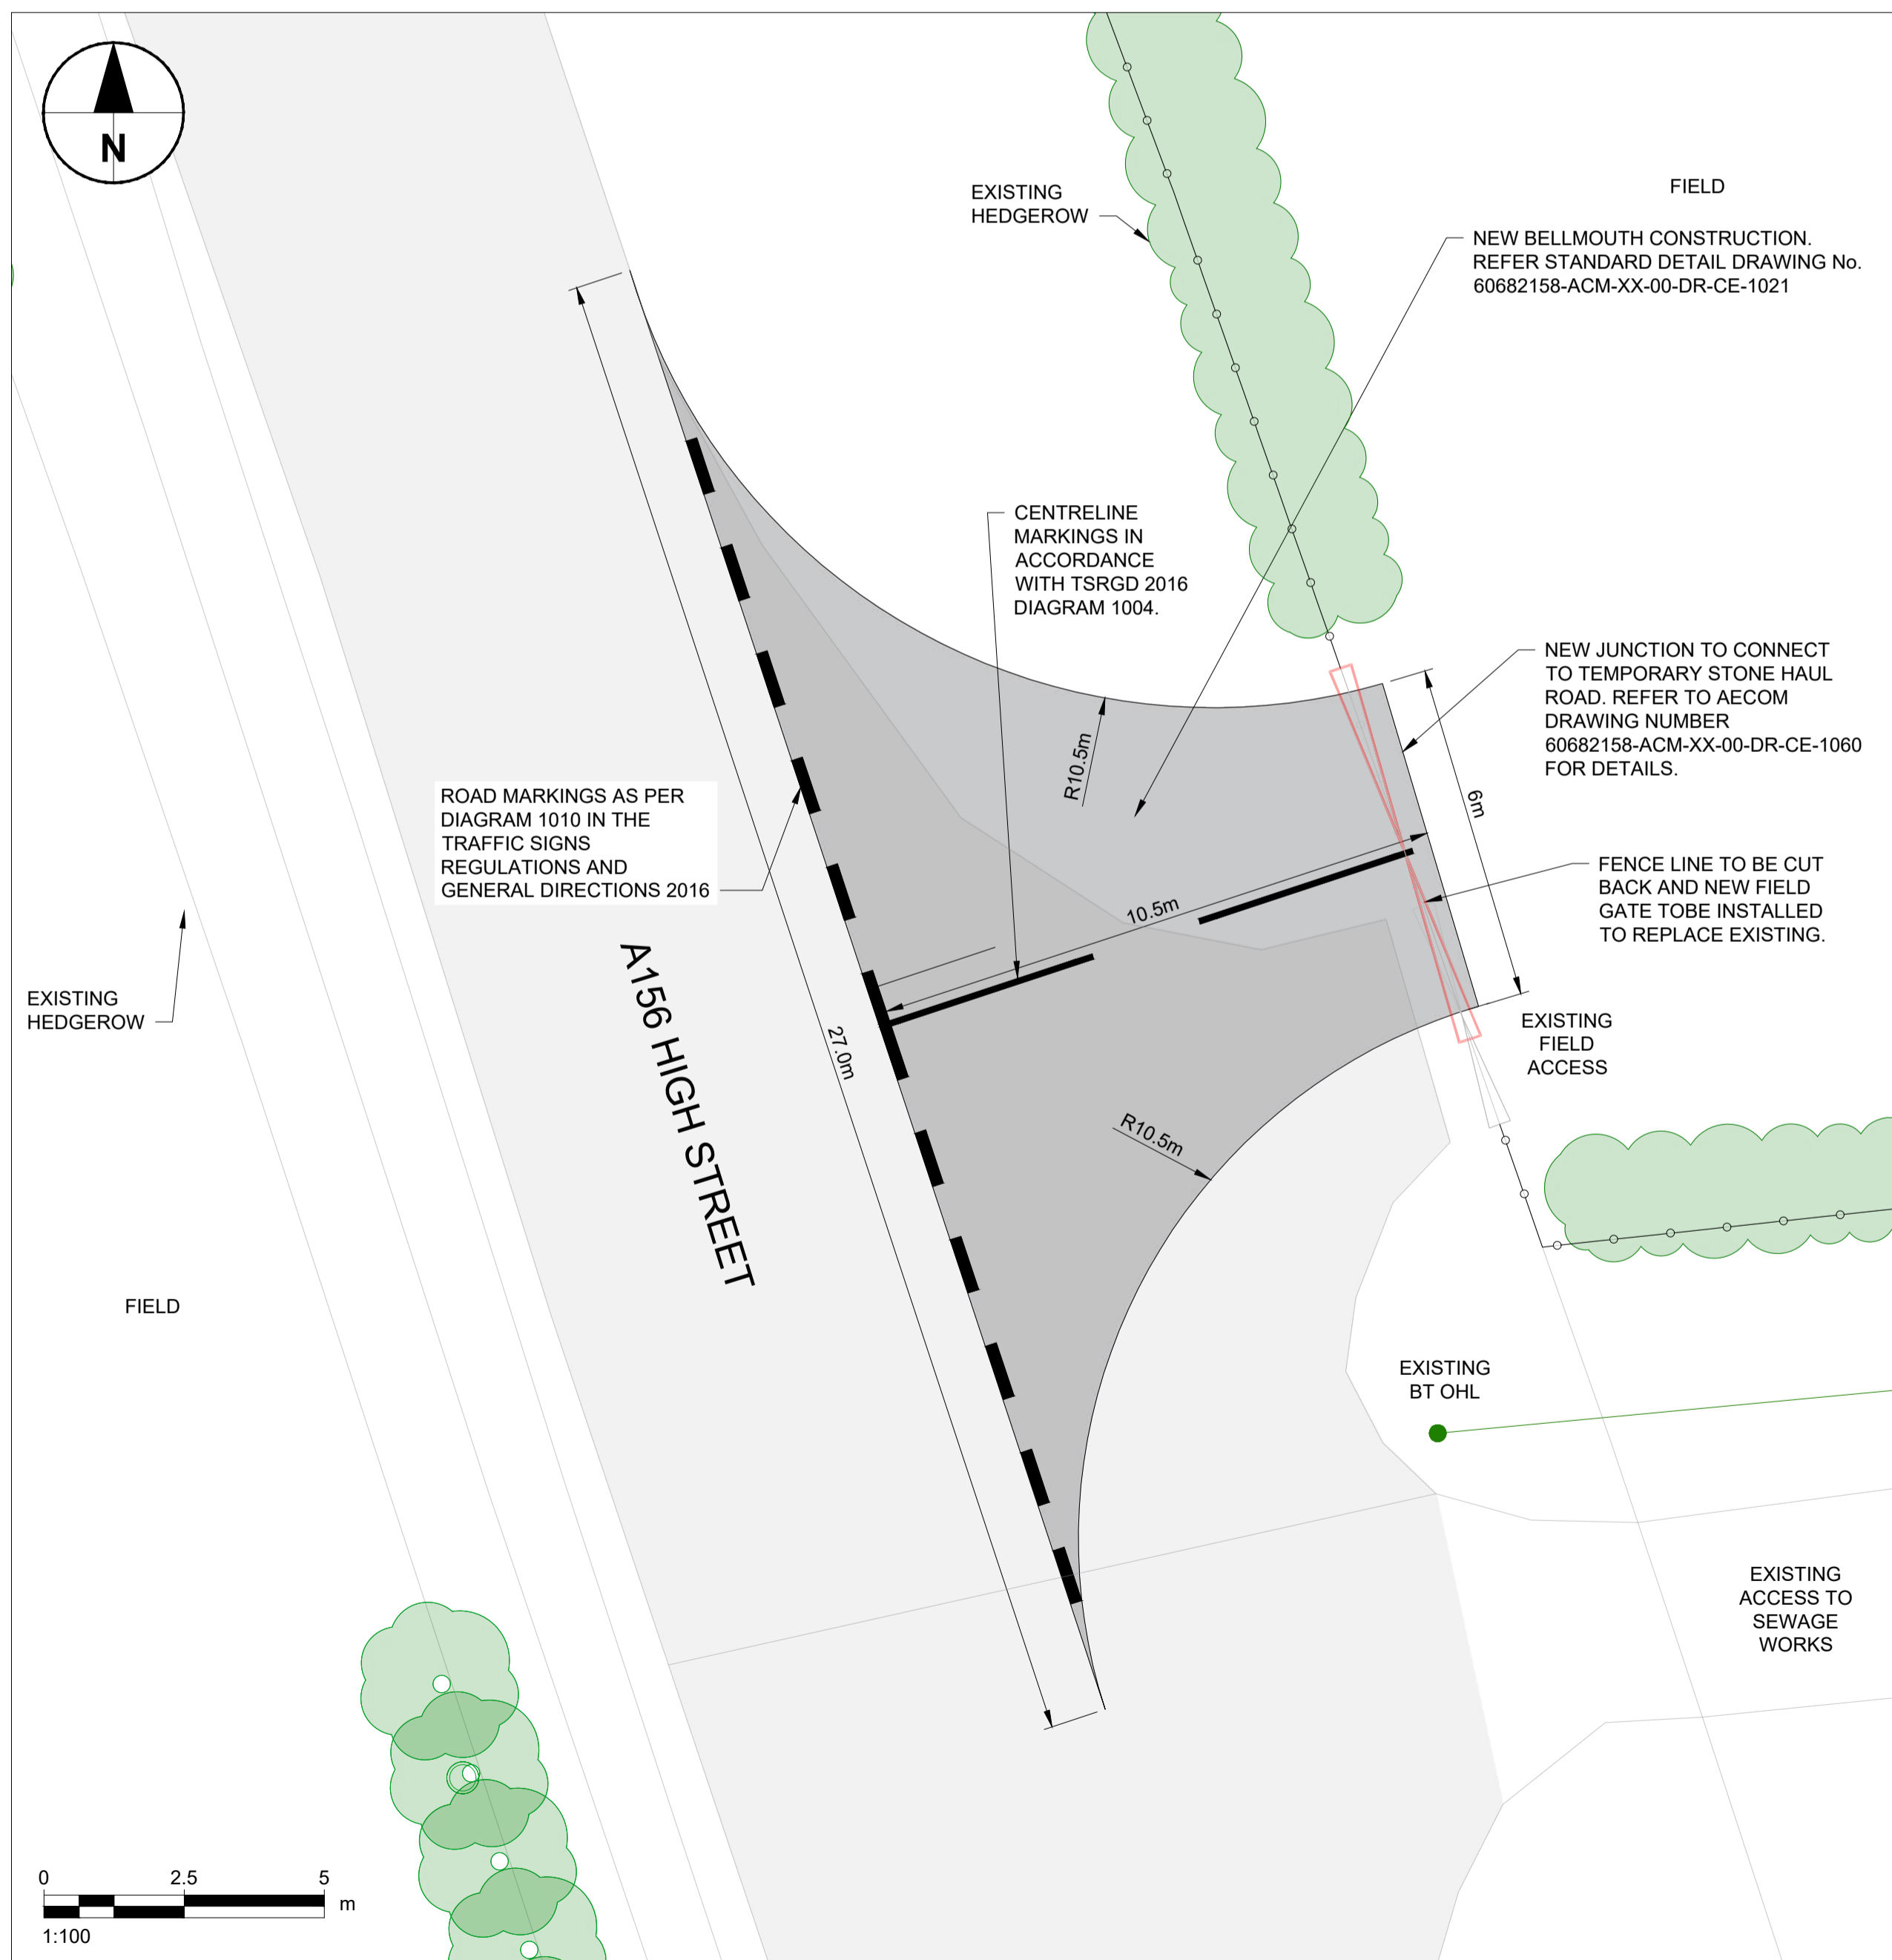 N
EXISTING
HEDGEROW
FIELD
NEW BELLMOUTH CONSTRUCTION.
REFER STANDARD DETAIL DRAWING No.
60682158-ACM-XX-00-DR-CE-1021
CENTRELINE
MARKINGS IN
ACCORDANCE
WITH TSRGD 2016
DIAGRAM 1004.
NEW JUNCTION TO CONNECT
TO TEMPORARY STONE HAUL
ROAD. REFER TO AECOM
DRAWING NUMBER
60682158-ACM-XX-00-DR-CE-1060
FOR DETAILS.
R10.5m
6m
ROAD MARKINGS AS PER
DIAGRAM 1010 IN THE
TRAFFIC SIGNS
REGULATIONS AND
GENERAL DIRECTIONS 2016
FENCE LINE TO BE CUT
BACK AND NEW FIELD
GATE TOBE INSTALLED
TO REPLACE EXISTING.
10.5m
A156 HIGH STREET
27.0m
EXISTING
HEDGEROW
EXISTING
FIELD
ACCESS
R10.5m
FIELD
EXISTING
BT OHL
EXISTING
ACCESS TO
SEWAGE
WORKS
0 2.5 5
m
1:100